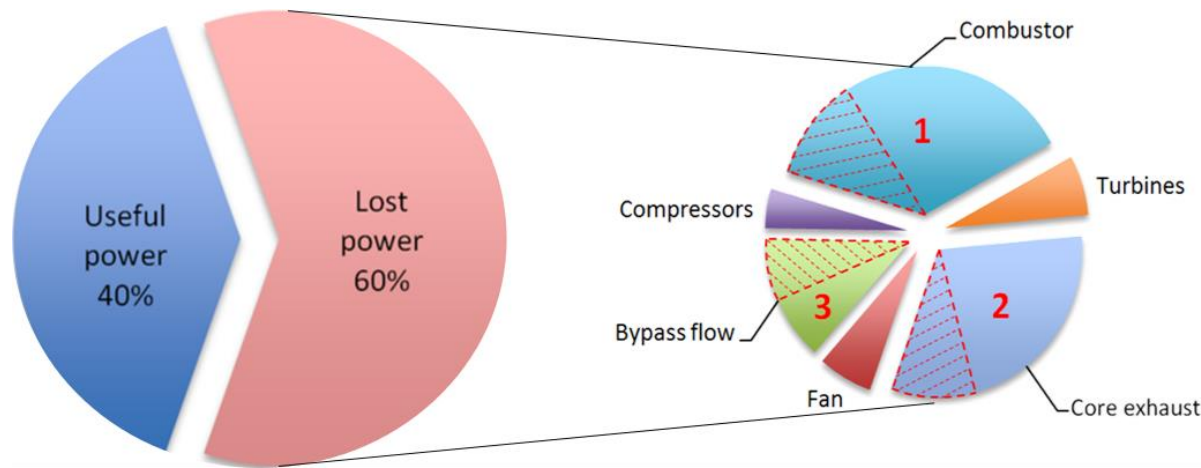 Useful
power
40%
Lost
power
60%
Combustor
1
Turbines
Compressors
2
3
Bypass flow
Fan
Core exhaust